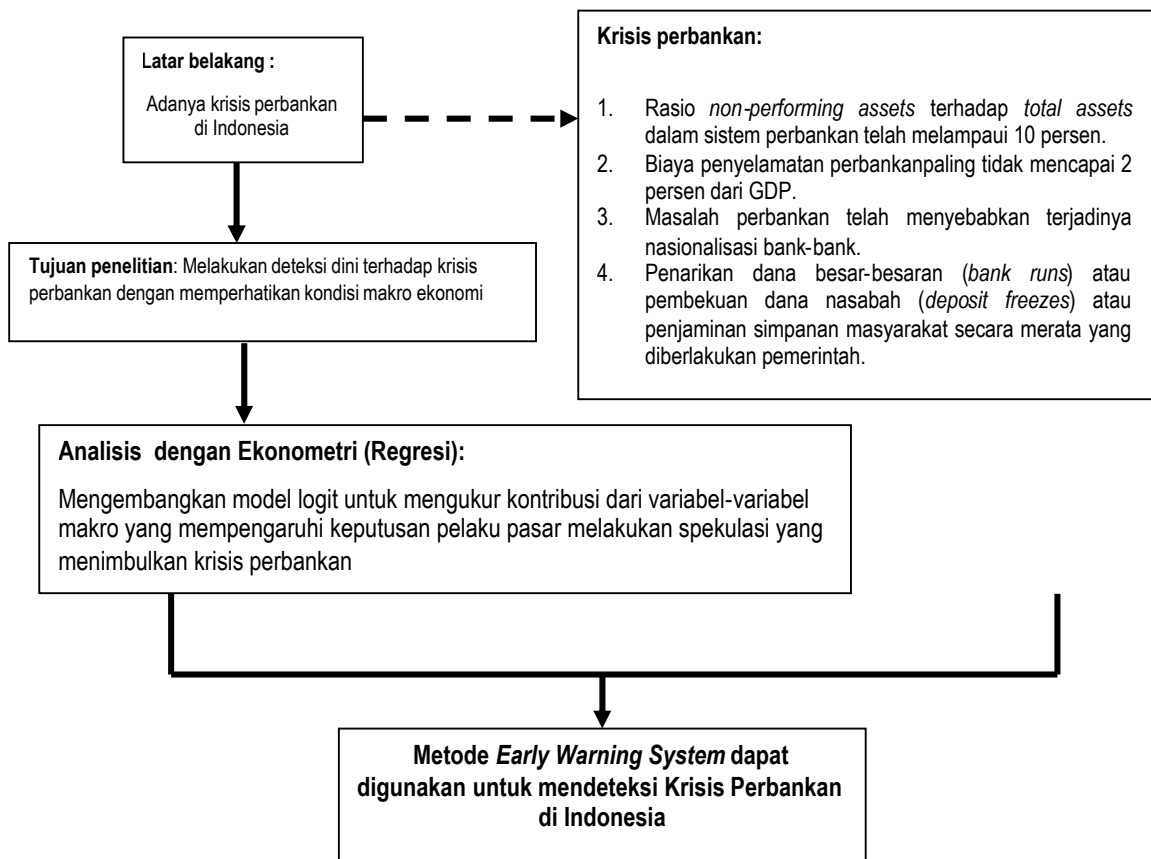 Latar belakang :
Adanya krisis perbankan
di Indonesia
Krisis perbankan:
1. Rasio non-performing assets terhadap total assets
dalam sistem perbankan telah melampaui 10 persen.
2. Biaya penyelamatan perbankanpaling tidak mencapai 2
persen dari GDP.
3. Masalah perbankan telah menyebabkan terjadinya
nasionalisasi bank-bank.
4. Penarikan dana besar-besaran (bank runs) atau
pembekuan dana nasabah (deposit freezes) atau
penjaminan simpanan masyarakat secara merata yang
diberlakukan pemerintah.
Tujuan penelitian: Melakukan deteksi dini terhadap krisis
perbankan dengan memperhatikan kondisi makro ekonomi
Analisis dengan Ekonometri (Regresi):
Mengembangkan model logit untuk mengukur kontribusi dari variabel-variabel
makro yang mempengaruhi keputusan pelaku pasar melakukan spekulasi yang
menimbulkan krisis perbankan
Metode Early Warning System dapat
digunakan untuk mendeteksi Krisis Perbankan
di Indonesia